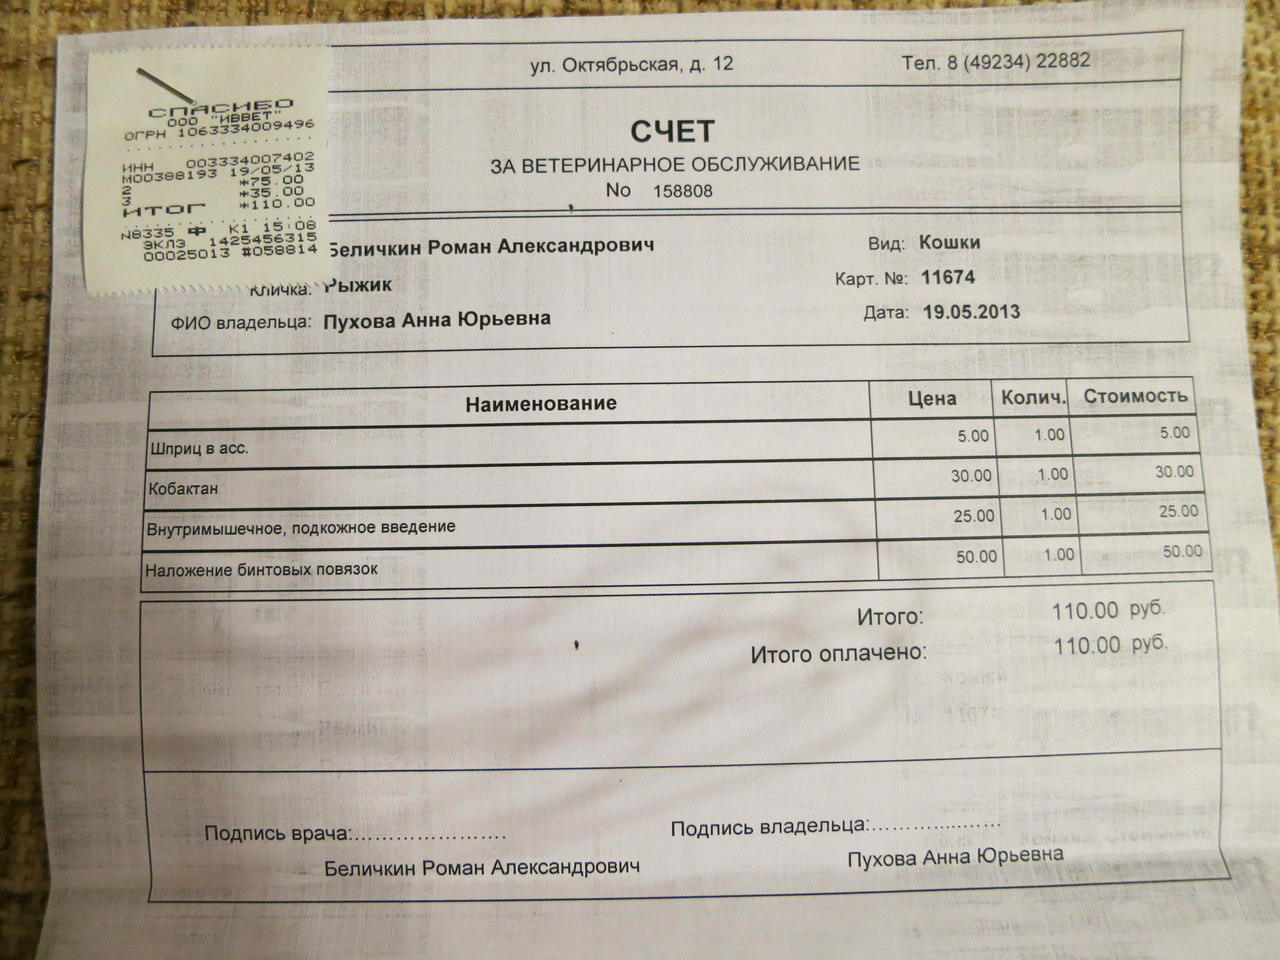 ул. Октябрьская, д. 12 Тел. 8 (49234) 22882
СПАСИБО
ООО "ИВВЕТ"
ОГРН 1063334009496
ИНН 003334007402
М00388193 19/05/13
2 *75.00
3 *35.00
ИТОГ *110.00
N8335 Ф К1 15:08
ЭКЛЗ 1425456315
00025013 #058814
СЧЕТ
ЗА ВЕТЕРИНАРНОЕ ОБСЛУЖИВАНИЕ
No 158808
Беличкин Роман Александрович Вид: Кошки
Кличка: Рыжик Карт. №: 11674
ФИО владельца: Пухова Анна Юрьевна Дата: 19.05.2013
Наименование Цена Колич. Стоимость
Шприц в асс. 5.00 1.00 5.00
Кобактан 30.00 1.00 30.00
Внутримышечное, подкожное введение 25.00 1.00 25.00
Наложение бинтовых повязок 50.00 1.00 50.00
Итого: 110.00 руб.
Итого оплачено: 110.00 руб.
Подпись врача:........................ Подпись владельца:......................
Беличкин Роман Александрович Пухова Анна Юрьевна